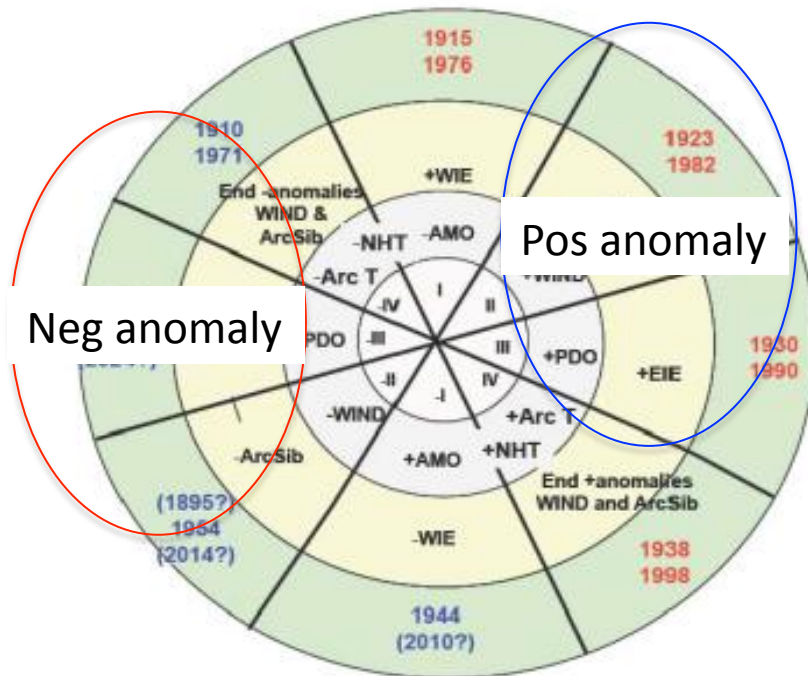 1915
1976
1910
1971
1923
1982
End -anomalies
WIND &
ArcSib
+WIE
-NHT
-AMO
-Arc T
Pos anomaly
+WIND
Neg anomaly
PDO
-IV
I
II
-III
III
-II
-I
IV
+PDO
+EIE
1930
1990
-WIND
+Arc T
+AMO
+NHT
-ArcSib
End +anomalies
WIND and ArcSib
(1895?)
1954
(2014?)
-WIE
1938
1998
1944
(2010?)